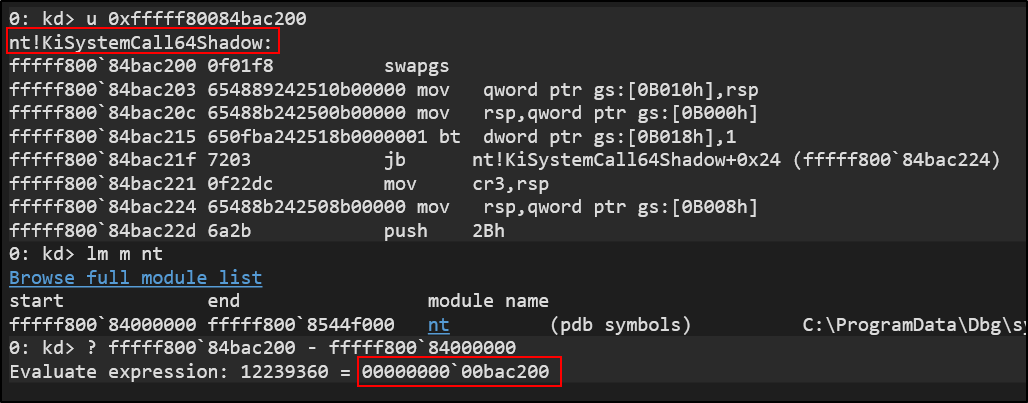 0: kd> u 0xfffff80084bac200
nt!KiSystemCall64Shadow:
fffff800`84bac200 0f01f8          swapgs
fffff800`84bac203 654889242510b00000 mov   qword ptr gs:[0B010h],rsp
fffff800`84bac20c 65488b242500b00000 mov   rsp,qword ptr gs:[0B000h]
fffff800`84bac215 650fba242518b0000001 bt  dword ptr gs:[0B018h],1
fffff800`84bac21f 7203            jb      nt!KiSystemCall64Shadow+0x24 (fffff800`84bac224)
fffff800`84bac221 0f22dc          mov     cr3,rsp
fffff800`84bac224 65488b242508b00000 mov   rsp,qword ptr gs:[0B008h]
fffff800`84bac22d 6a2b            push    2Bh
0: kd> lm m nt
Browse full module list
start             end                 module name
fffff800`84000000 fffff800`8544f000   nt         (pdb symbols)          C:\ProgramData\Dbg\sy
0: kd> ? fffff800`84bac200 - fffff800`84000000
Evaluate expression: 12239360 = 00000000`00bac200